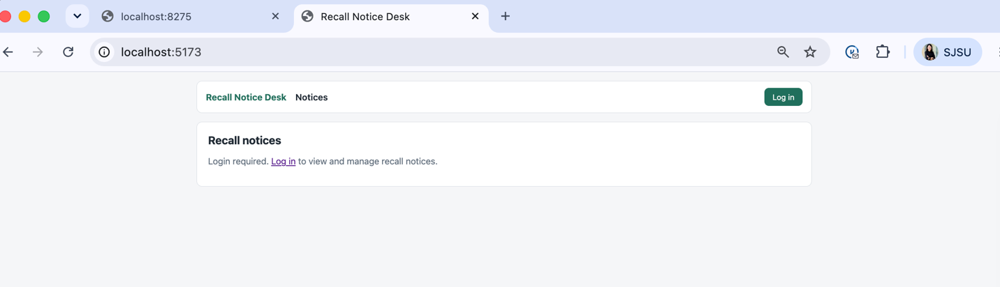 localhost:8275
Recall Notice Desk
localhost:5173
SJSU
Recall Notice Desk Notices Log in
Recall notices
Login required. Log in to view and manage recall notices.